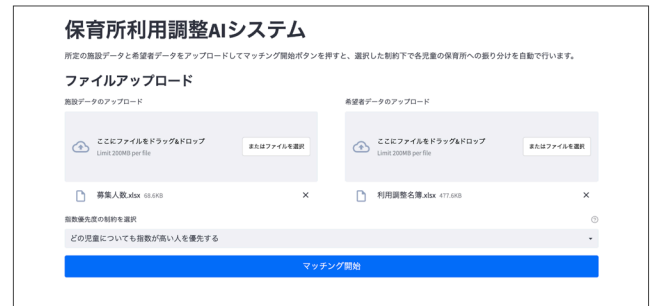 保育所利用調整AIシステム
所定の施設データと希望者データをアップロードしてマッチング開始ボタンを押すと、選択した制約下で各児童の保育所への振り分けを自動で行います。
ファイルアップロード
施設データのアップロード
ここにファイルをドラッグ&ドロップ
Limit 200MB per file
またはファイルを選択
募集人数.xlsx 68.6KB
希望者データのアップロード
ここにファイルをドラッグ&ドロップ
Limit 200MB per file
またはファイルを選択
利用調整名簿.xlsx 477.6KB
指数優先度の制約を選択
どの児童についても指数が高い人を優先する
マッチング開始